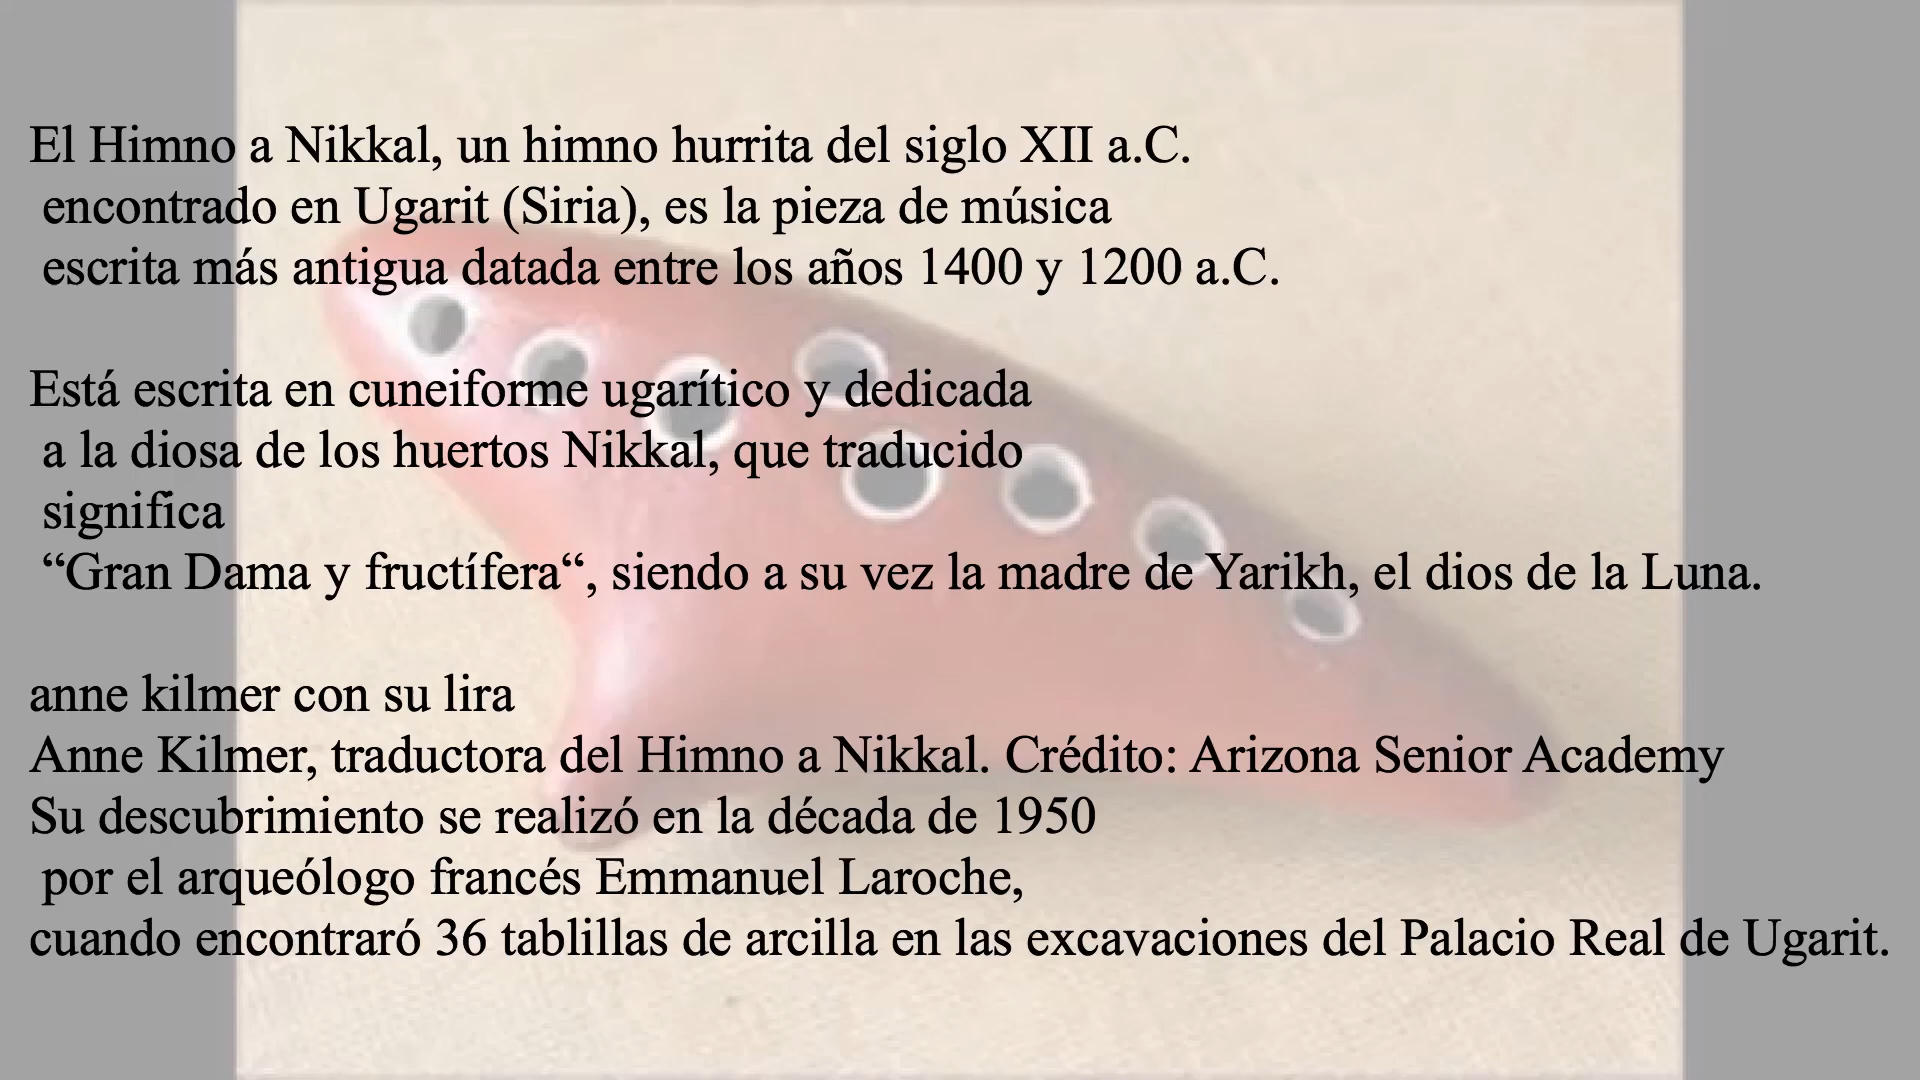 El Himno a Nikkal, un himno hurrita del siglo XII a.C.
encontrado en Ugarit (Siria), es la pieza de música
escrita más antigua datada entre los años 1400 y 1200 a.C.
Está escrita en cuneiforme ugarítico y dedicada
a la diosa de los huertos Nikkal, que traducido
significa
“Gran Dama y fructífera“, siendo a su vez la madre de Yarikh, el dios de la Luna.
anne kilmer con su lira
Anne Kilmer, traductora del Himno a Nikkal. Crédito: Arizona Senior Academy
Su descubrimiento se realizó en la década de 1950
por el arqueólogo francés Emmanuel Laroche,
cuando encontraró 36 tablillas de arcilla en las excavaciones del Palacio Real de Ugarit.